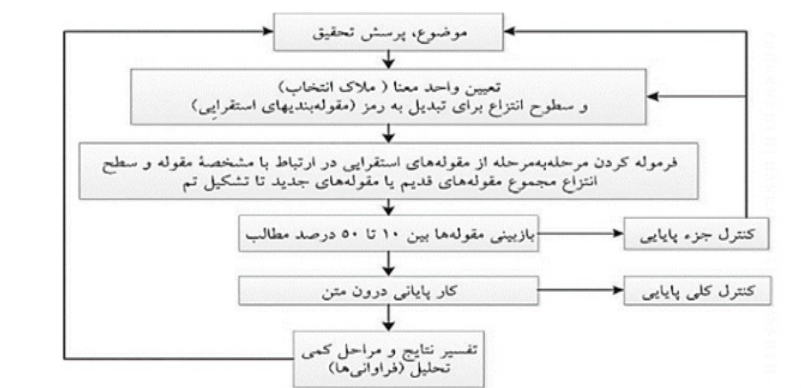 موضوع، پرسش تحقیق
تعیین واحد معنا ( ملاک انتخاب)
و سطوح انتزاع برای تبدیل به رمز (مقوله‌بندیهای استقرایی)
فرموله کردن مرحله‌به‌مرحله از مقوله‌های استقرایی در ارتباط با مشخصهٔ مقوله و سطح
انتزاع مجموع مقوله‌های قدیم یا مقوله‌های جدید تا تشکیل تم
بازبینی مقوله‌ها بین ۱۰ تا ۵۰ درصد مطالب
کنترل جزء پایایی
کار پایانی درون متن
کنترل کلی پایایی
تفسیر نتایج و مراحل کمی
تحلیل (فراوانی‌ها)